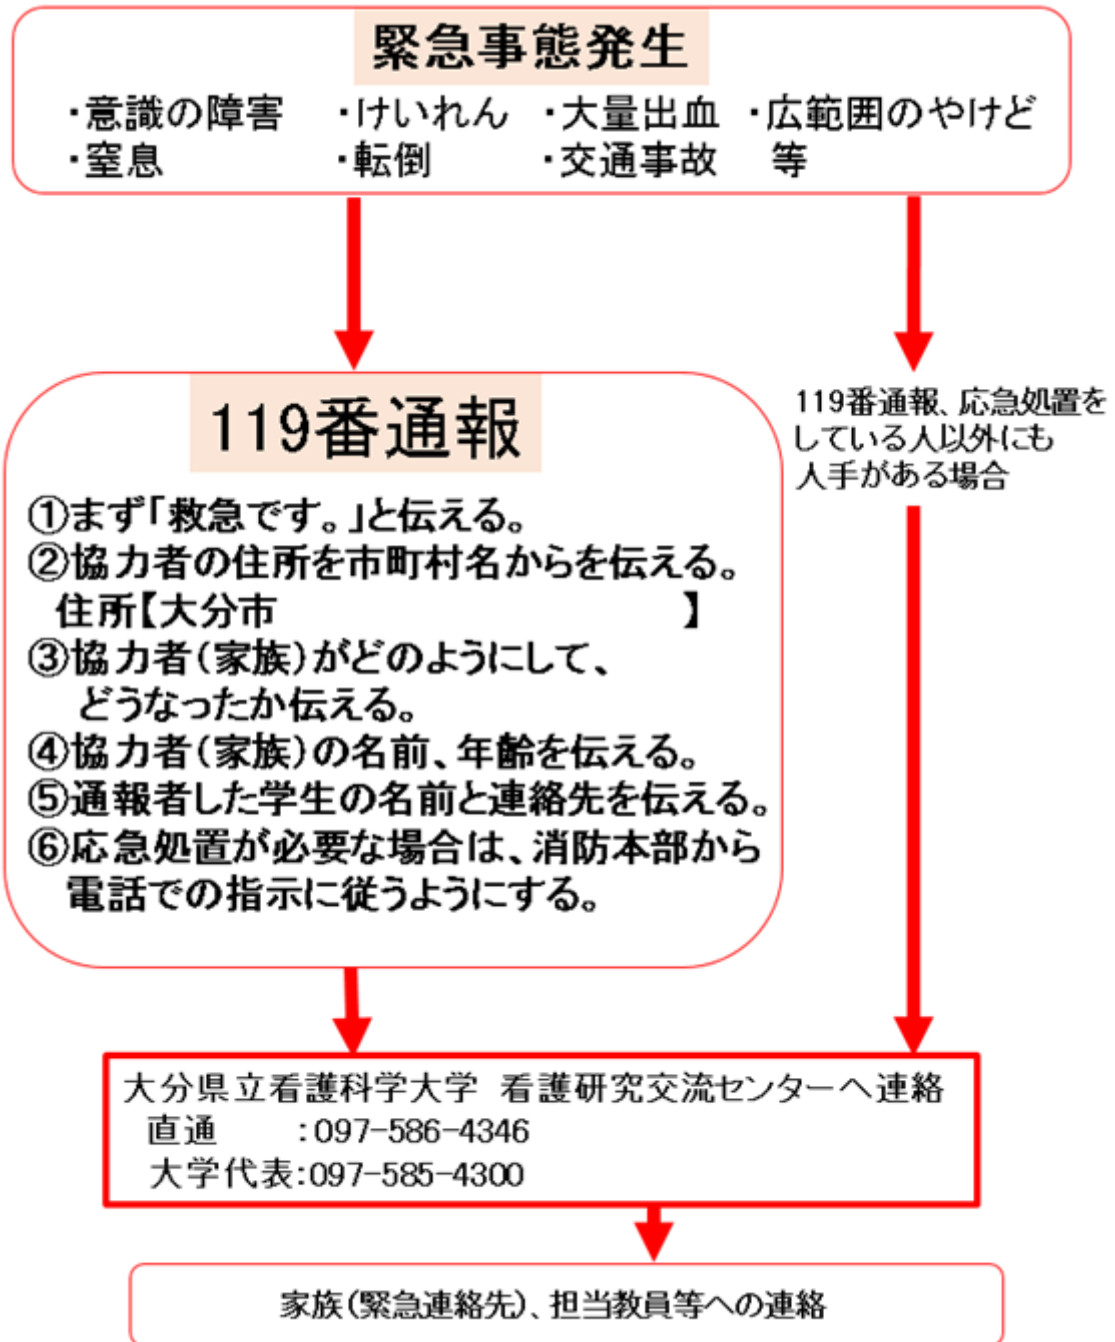 緊急事態発生
・意識の障害 ・けいれん ・大量出血 ・広範囲のやけど
・窒息 ・転倒 ・交通事故 等
119番通報
①まず「救急です。」と伝える。
②協力者の住所を市町村名からを伝える。
住所【大分市 】
③協力者(家族)がどのようにして、
どうなったか伝える。
④協力者(家族)の名前、年齢を伝える。
⑤通報者した学生の名前と連絡先を伝える。
⑥応急処置が必要な場合は、消防本部から
電話での指示に従うようにする。
119番通報、応急処置を
している人以外にも
人手がある場合
大分県立看護科学大学 看護研究交流センターへ連絡
直通 :097-586-4346
大学代表:097-585-4300
家族(緊急連絡先)、担当教員等への連絡